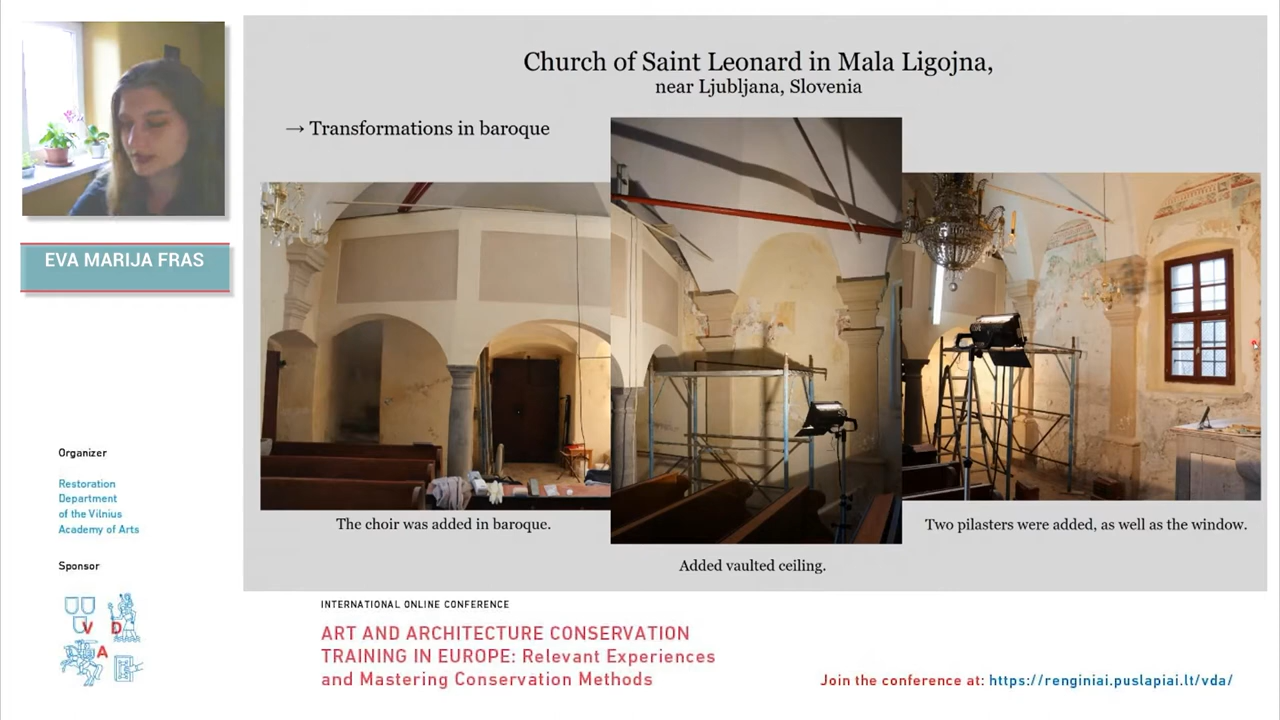 EVA MARIJA FRAS
Church of Saint Leonard in Mala Ligojna,
near Ljubljana, Slovenia
→ Transformations in baroque
The choir was added in baroque.
Added vaulted ceiling.
Two pilasters were added, as well as the window.
Organizer
Restoration
Department
of the Vilnius
Academy of Arts
Sponsor
V D
A
INTERNATIONAL ONLINE CONFERENCE
ART AND ARCHITECTURE CONSERVATION
TRAINING IN EUROPE: Relevant Experiences
and Mastering Conservation Methods
Join the conference at: https://renginiai.puslapiai.lt/vda/